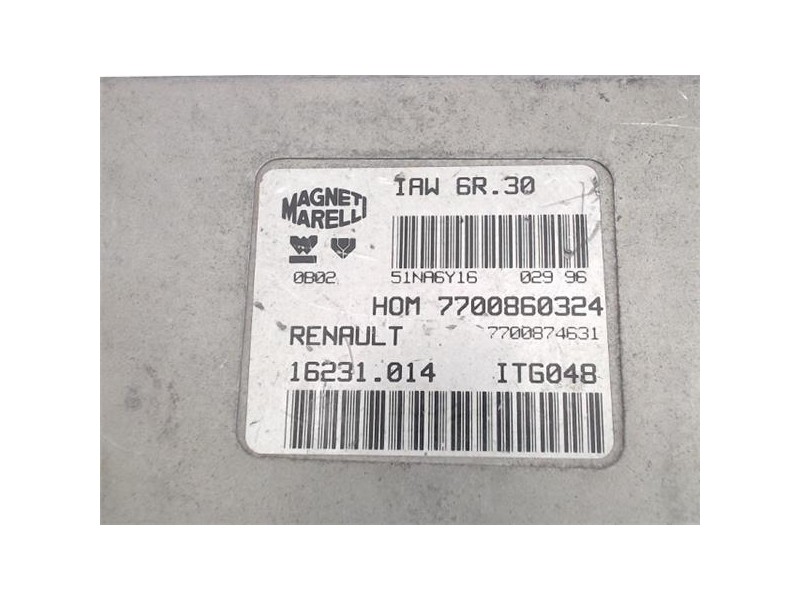 MAGNETI MARELLI
IAW 6R.30
0B02 51NA6Y16 029 96
HOM 7700860324
RENAULT 7700874631
16231.014 ITG048